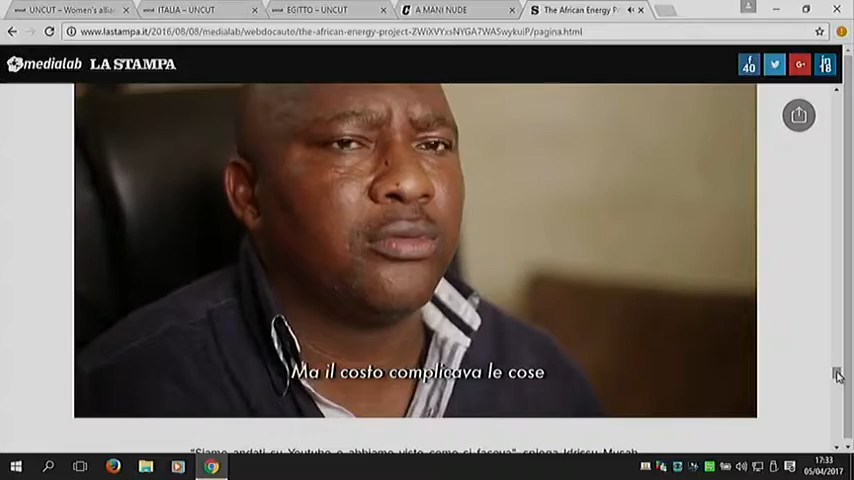 UNCUT – Women's allia
ITALIA – UNCUT
EGITTO – UNCUT
A MANI NUDE
The African Energy P
www.lastampa.it/2016/08/08/medialab/webdocauto/the-african-energy-project-ZWiXVYxsNYGA7WASwykuiP/pagina.html
medialab LA STAMPA
f 40
G+
in 18
Ma il costo complicava le cose
"Siamo andati su Youtube e abbiamo visto come si faceva", spiega Idrissu Musah
17:33
05/04/2017